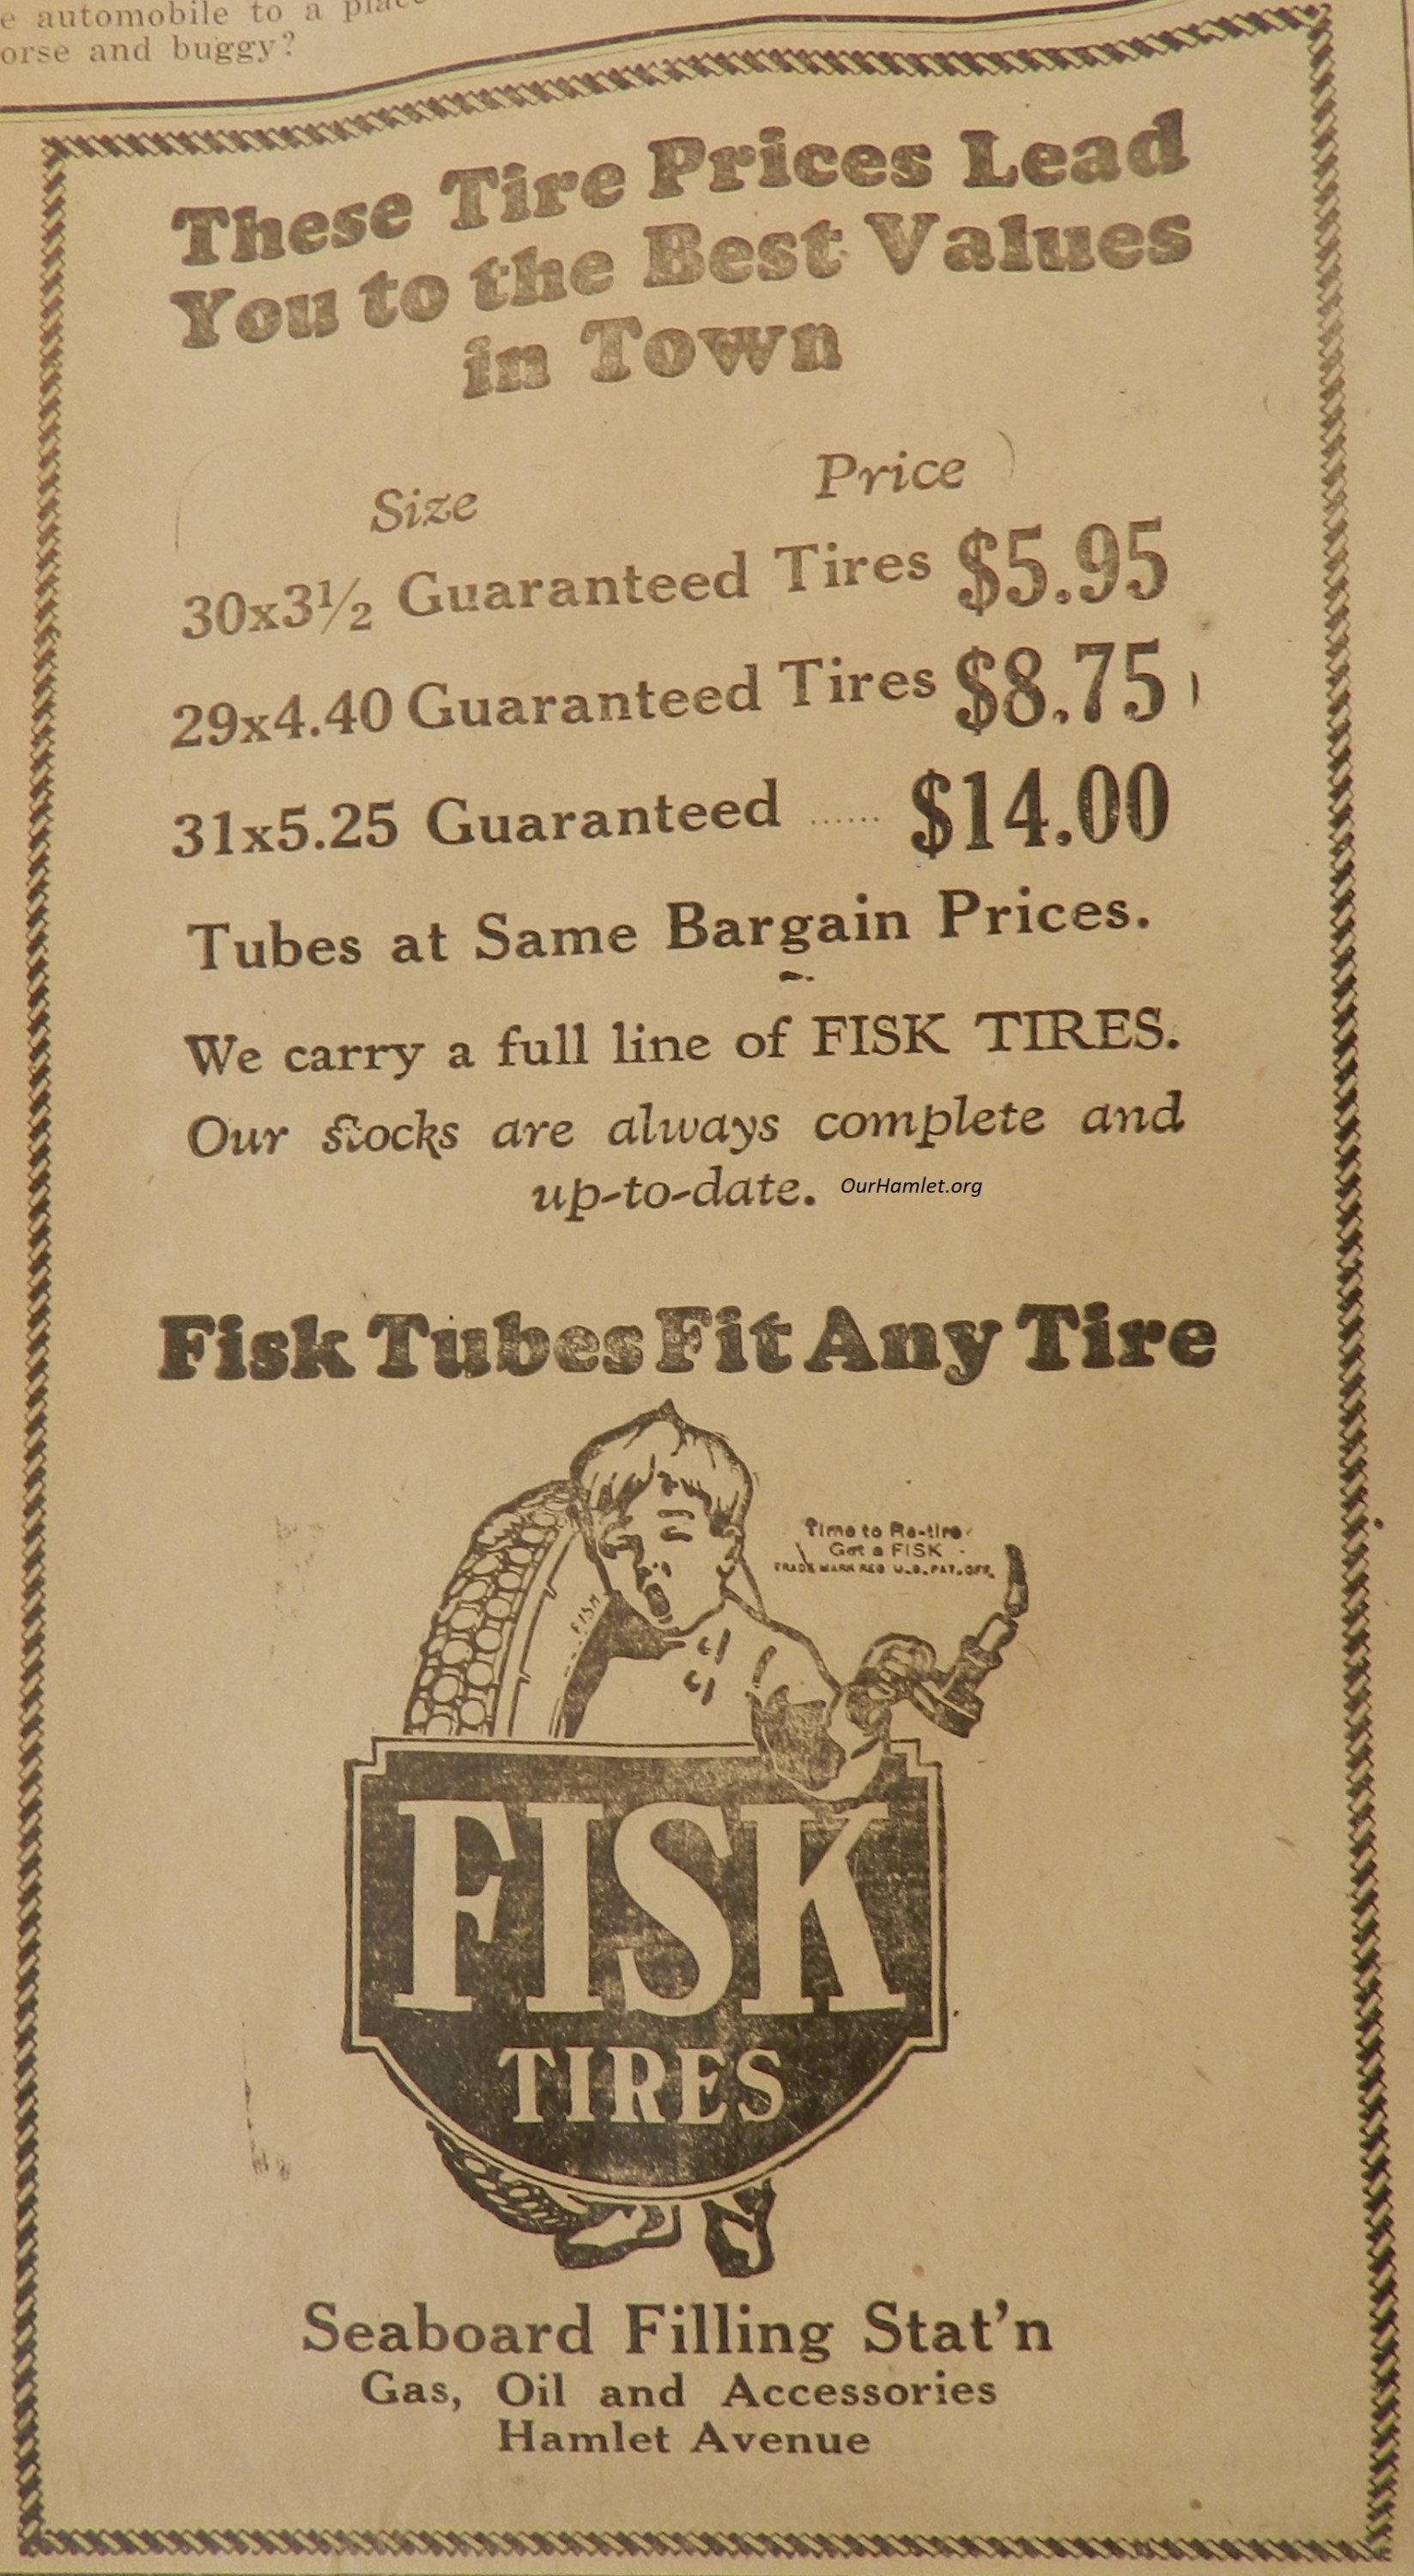 e automobile to a place
orse and buggy?
These Tire Prices Lead
You to the Best Values
in Town
Size Price
30x3½ Guaranteed Tires $5.95
29x4.40 Guaranteed Tires $8.75
31x5.25 Guaranteed ...... $14.00
Tubes at Same Bargain Prices.
We carry a full line of FISK TIRES.
Our stocks are always complete and
up-to-date. OurHamlet.org
Fisk Tubes Fit Any Tire
Time to Re-tire
Get a FISK
TRADE MARK REG U.S. PAT. OFF.
FISK
FISK
TIRES
Seaboard Filling Stat'n
Gas, Oil and Accessories
Hamlet Avenue